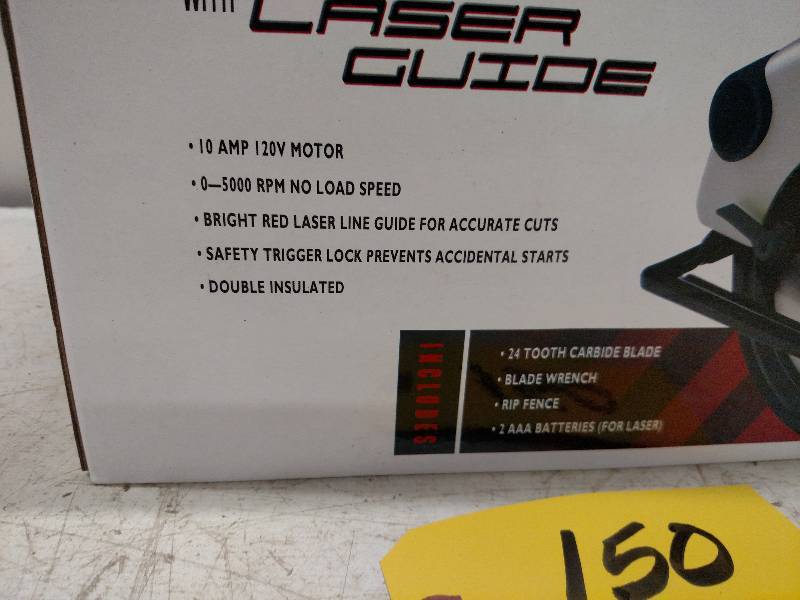 WITH LASER
GUIDE
• 10 AMP 120V MOTOR
• 0—5000 RPM NO LOAD SPEED
• BRIGHT RED LASER LINE GUIDE FOR ACCURATE CUTS
• SAFETY TRIGGER LOCK PREVENTS ACCIDENTAL STARTS
• DOUBLE INSULATED
INCLUDES
• 24 TOOTH CARBIDE BLADE
• BLADE WRENCH
• RIP FENCE
• 2 AAA BATTERIES (FOR LASER)
150